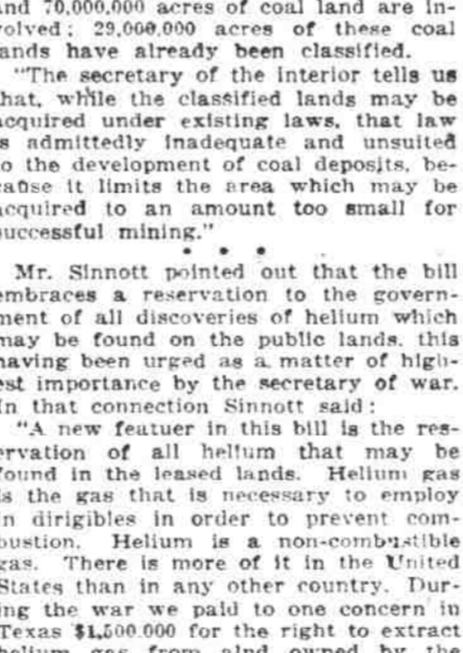 and 70,000,000 acres of coal land are in-
volved; 29,000,000 acres of these coal
lands have already been classified.
"The secretary of the interior tells us
that, while the classified lands may be
acquired under existing laws, that law
is admittedly inadequate and unsuited
to the development of coal deposits, be-
cause it limits the area which may be
acquired to an amount too small for
successful mining."
* * *
Mr. Sinnott pointed out that the bill
embraces a reservation to the govern-
ment of all discoveries of helium which
may be found on the public lands, this
having been urged as a matter of high-
est importance by the secretary of war.
In that connection Sinnott said:
"A new featuer in this bill is the res-
ervation of all helium that may be
found in the leased lands. Helium gas
is the gas that is necessary to employ
in dirigibles in order to prevent com-
bustion. Helium is a non-combustible
gas. There is more of it in the United
States than in any other country. Dur-
ing the war we paid to one concern in
Texas $1,500.000 for the right to extract
helium gas from alnd owned by the